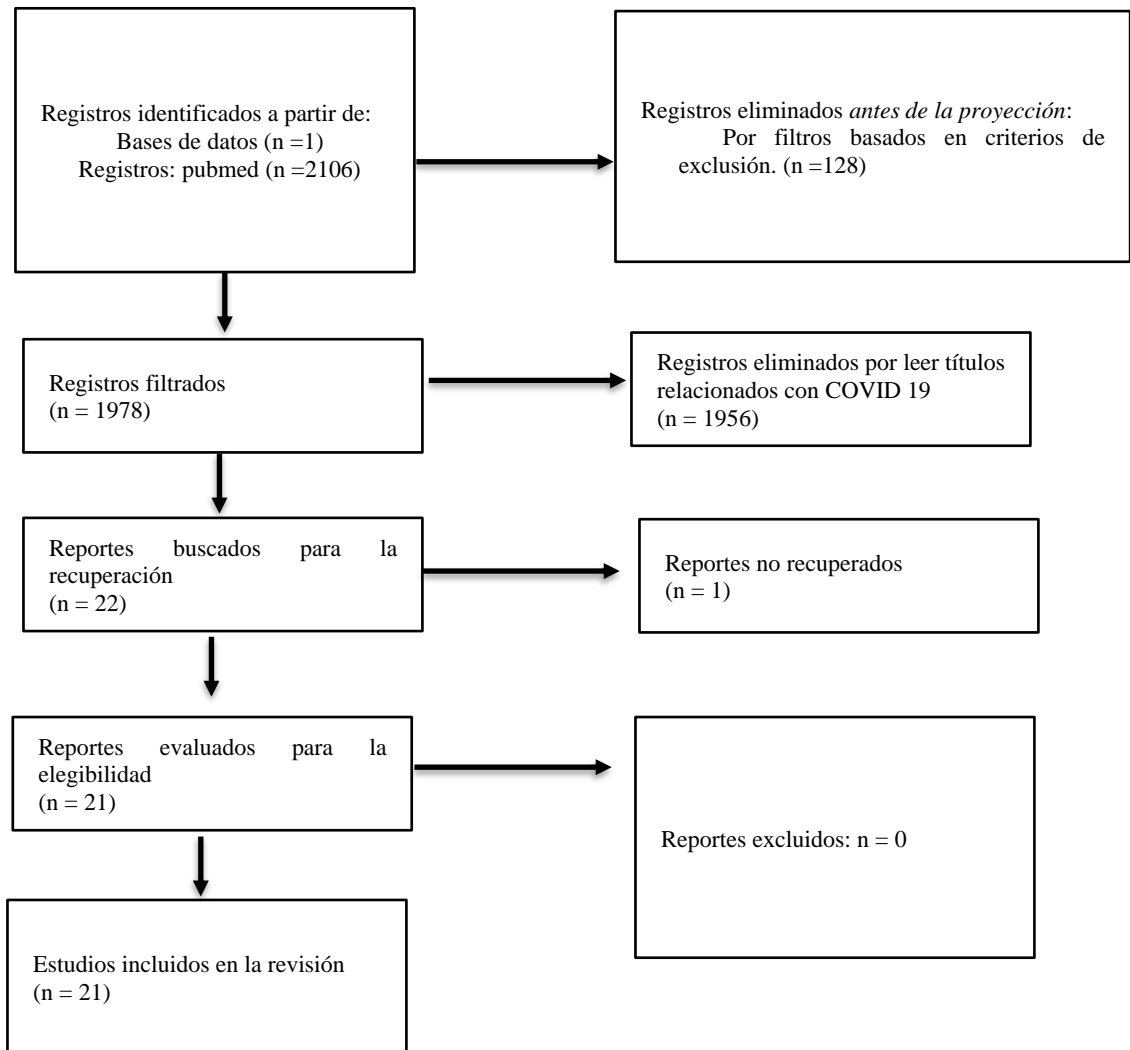 Registros identificados a partir de:
Bases de datos (n =1)
Registros: pubmed (n =2106)
Registros eliminados antes de la proyección:
Por filtros basados en criterios de
exclusión. (n =128)
Registros filtrados
(n = 1978)
Registros eliminados por leer títulos
relacionados con COVID 19
(n = 1956)
Reportes buscados para la
recuperación
(n = 22)
Reportes no recuperados
(n = 1)
Reportes evaluados para la
elegibilidad
(n = 21)
Reportes excluidos: n = 0
Estudios incluidos en la revisión
(n = 21)